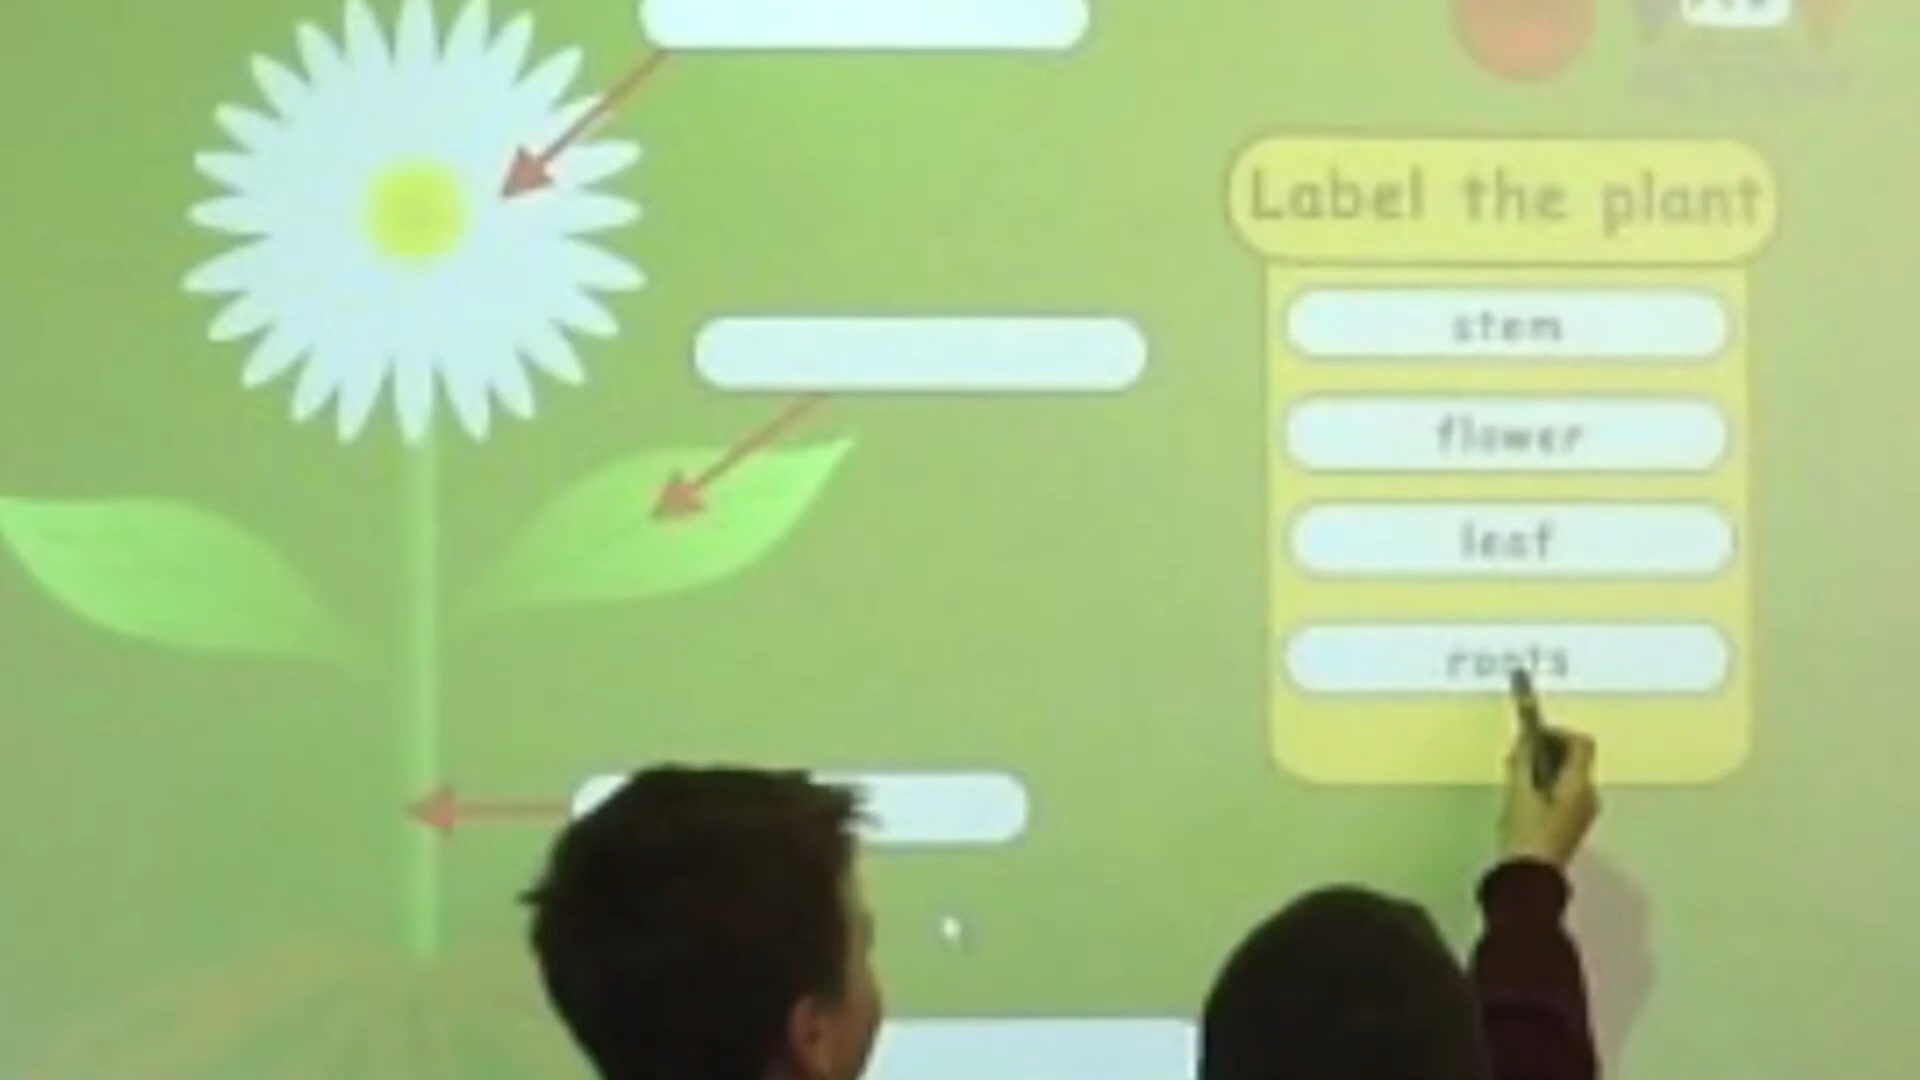 Label the plant
stem
flower
leaf
roots